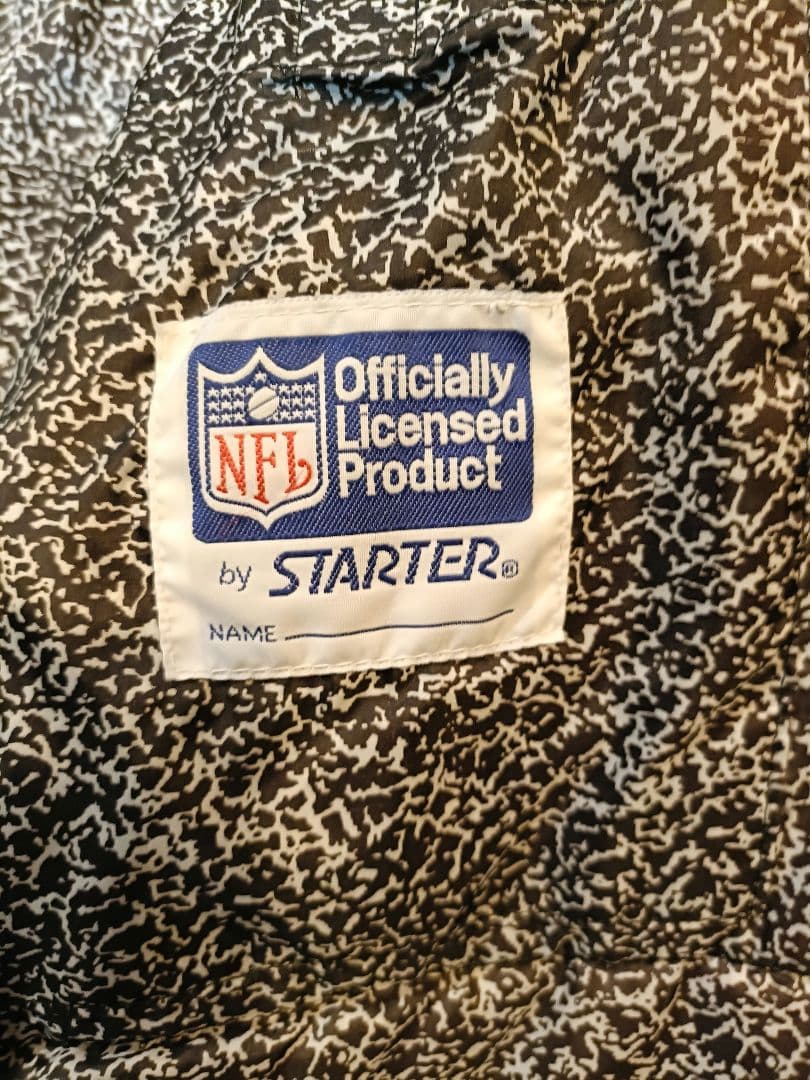 NFL
Officially
Licensed
Product
by STARTER®
NAME